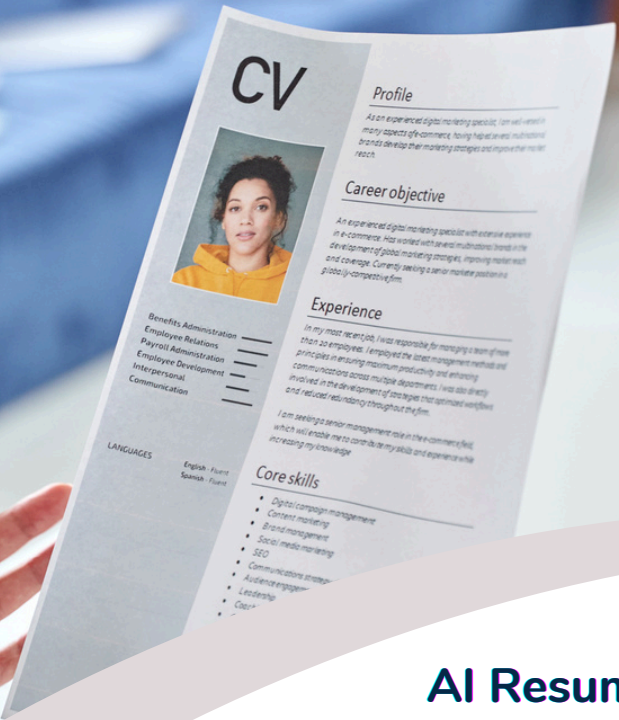 CV
Benefits Administration
Employee Relations
Payroll Administration
Employee Development
Interpersonal
Communication
LANGUAGES
English - Fluent
Spanish - Fluent
Profile
As an experienced digital marketing specialist, I am well-versed in
many aspects of e-commerce, having helped several multinational
brands develop their marketing strategies and improve their market
reach.
Career objective
An experienced digital marketing specialist with extensive experience
in e-commerce. Has worked with several multinational brands in the
development of global marketing strategies, improving market reach
and coverage. Currently seeking a senior marketer position in a
globally-competitive firm.
Experience
In my most recent job, I was responsible for managing a team of more
than 20 employees. I employed the latest management methods and
principles in ensuring maximum productivity and enhancing
communications across multiple departments. I was also directly
involved in the development of strategies that optimized workflows
and reduced redundancy throughout the firm.
I am seeking a senior management role in the e-commerce field,
which will enable me to contribute my skills and experience while
increasing my knowledge
Core skills
• Digital campaign management
• Content marketing
• Brand management
• Social media marketing
• SEO
• Communications
• Audience
• Leadership
AI Resum